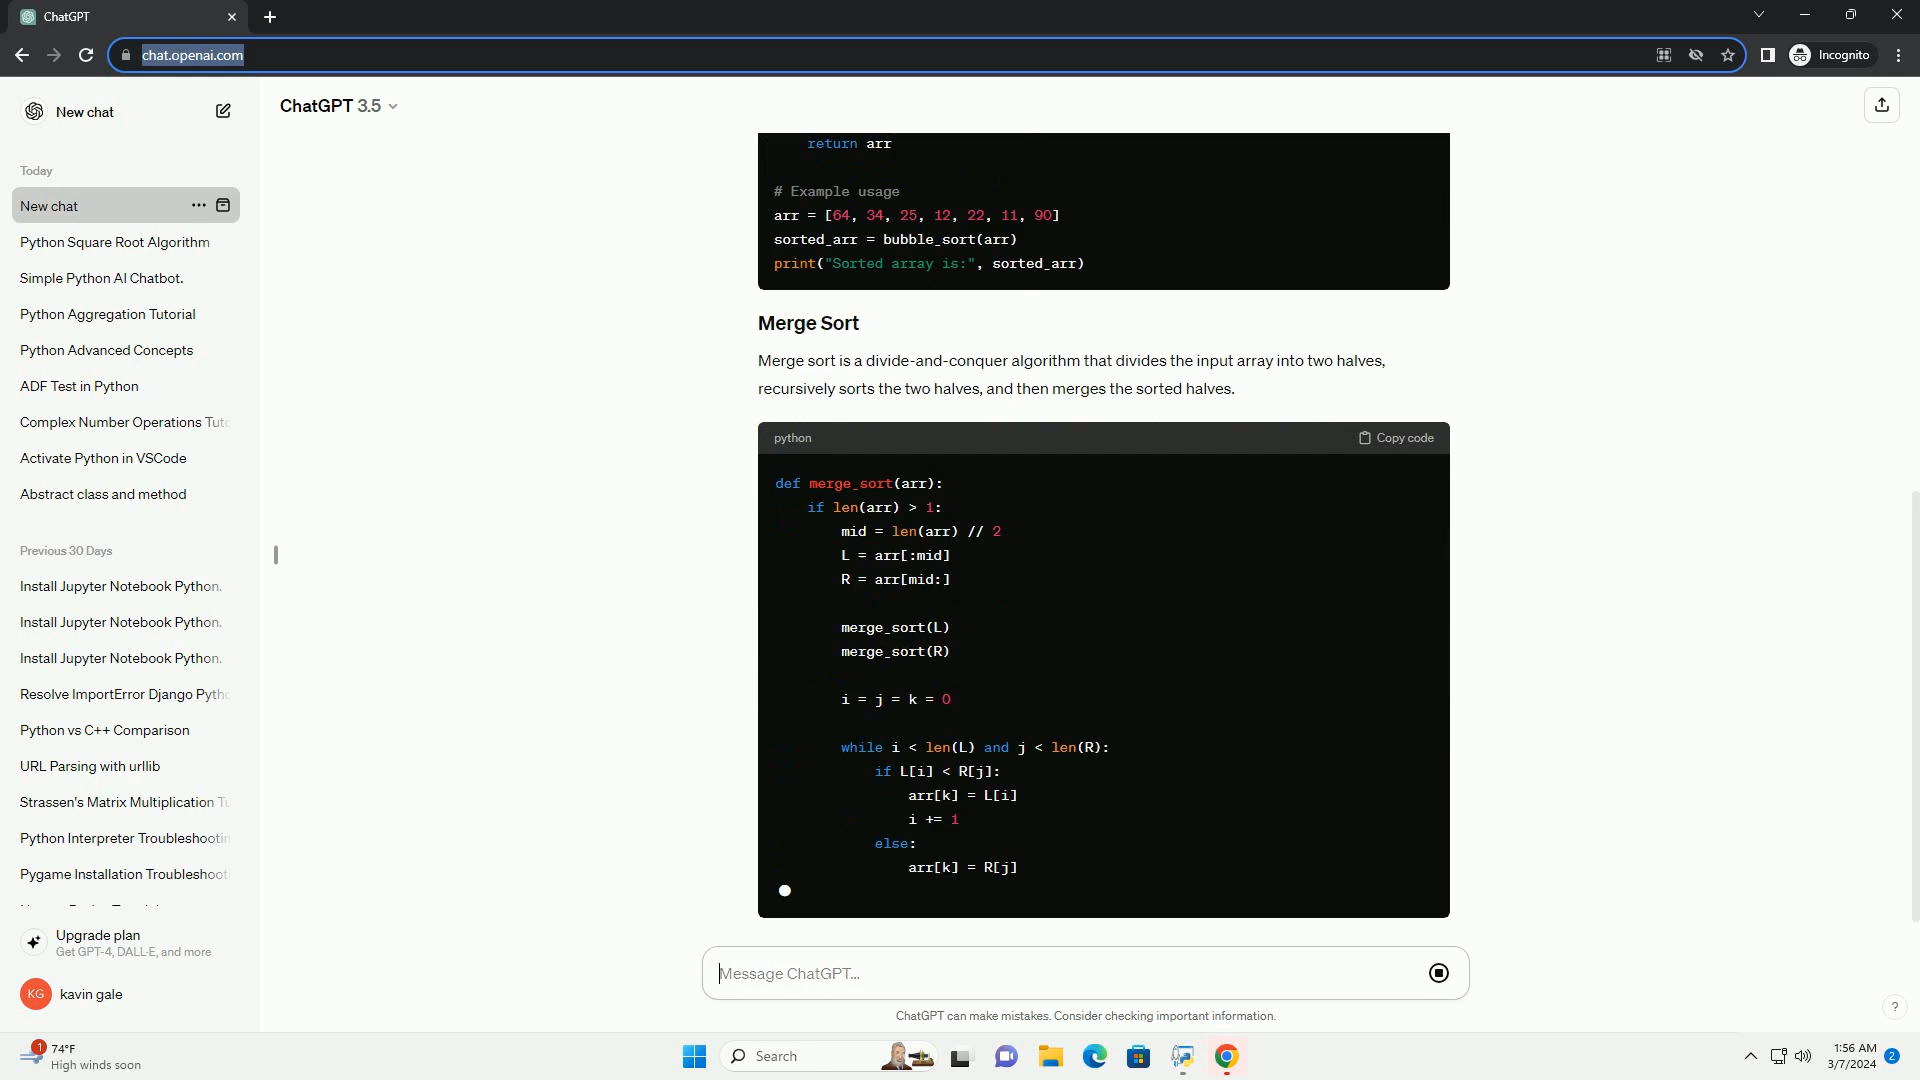 ChatGPT
chat.openai.com
Incognito
New chat
Today
New chat
Python Square Root Algorithm
Simple Python AI Chatbot.
Python Aggregation Tutorial
Python Advanced Concepts
ADF Test in Python
Complex Number Operations Tut
Activate Python in VSCode
Abstract class and method
Previous 30 Days
Install Jupyter Notebook Python.
Install Jupyter Notebook Python.
Install Jupyter Notebook Python.
Resolve ImportError Django Pyth
Python vs C++ Comparison
URL Parsing with urllib
Strassen's Matrix Multiplication T
Python Interpreter Troubleshootin
Pygame Installation Troubleshoot
Upgrade plan
Get GPT-4, DALL·E, and more
KG kavin gale
ChatGPT 3.5
return arr
# Example usage
arr = [64, 34, 25, 12, 22, 11, 90]
sorted_arr = bubble_sort(arr)
print("Sorted array is:", sorted_arr)
Merge Sort
Merge sort is a divide-and-conquer algorithm that divides the input array into two halves,
recursively sorts the two halves, and then merges the sorted halves.
python Copy code
def merge_sort(arr):
if len(arr) > 1:
mid = len(arr) // 2
L = arr[:mid]
R = arr[mid:]
merge_sort(L)
merge_sort(R)
i = j = k = 0
while i < len(L) and j < len(R):
if L[i] < R[j]:
arr[k] = L[i]
i += 1
else:
arr[k] = R[j]
Message ChatGPT...
ChatGPT can make mistakes. Consider checking important information.
?
1
74°F
High winds soon
Search
1:56 AM
3/7/2024
2